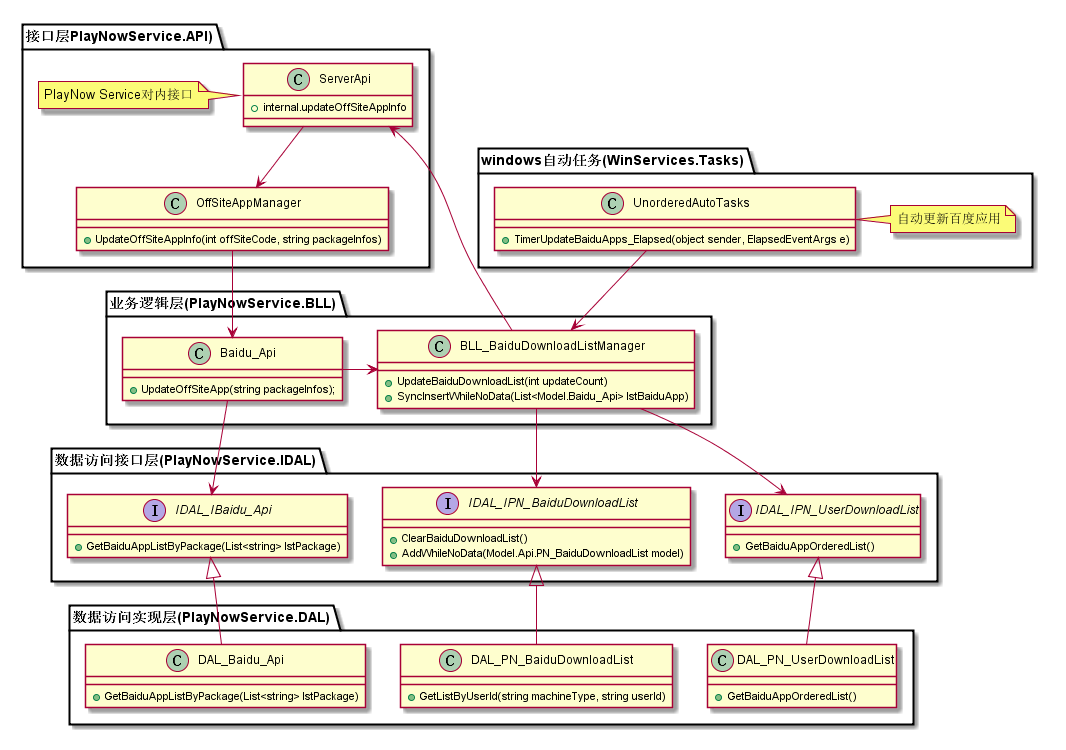 接口层PlayNowService.API)
C ServerApi
internal.updateOffSiteAppInfo
PlayNow Service对内接口
C OffSiteAppManager
UpdateOffSiteAppInfo(int offSiteCode, string packageInfos)
windows自动任务(WinServices.Tasks)
C UnorderedAutoTasks
TimerUpdateBaiduApps_Elapsed(object sender, ElapsedEventArgs e)
自动更新百度应用
业务逻辑层(PlayNowService.BLL)
C Baidu_Api
UpdateOffSiteApp(string packageInfos);
C BLL_BaiduDownloadListManager
UpdateBaiduDownloadList(int updateCount)
SyncInsertWhileNoData(List<Model.Baidu_Api> lstBaiduApp)
数据访问接口层(PlayNowService.IDAL)
I IDAL_IBaidu_Api
GetBaiduAppListByPackage(List<string> lstPackage)
I IDAL_IPN_BaiduDownloadList
ClearBaiduDownloadList()
AddWhileNoData(Model.Api.PN_BaiduDownloadList model)
I IDAL_IPN_UserDownloadList
GetBaiduAppOrderedList()
数据访问实现层(PlayNowService.DAL)
C DAL_Baidu_Api
GetBaiduAppListByPackage(List<string> lstPackage)
C DAL_PN_BaiduDownloadList
GetListByUserId(string machineType, string userId)
C DAL_PN_UserDownloadList
GetBaiduAppOrderedList()